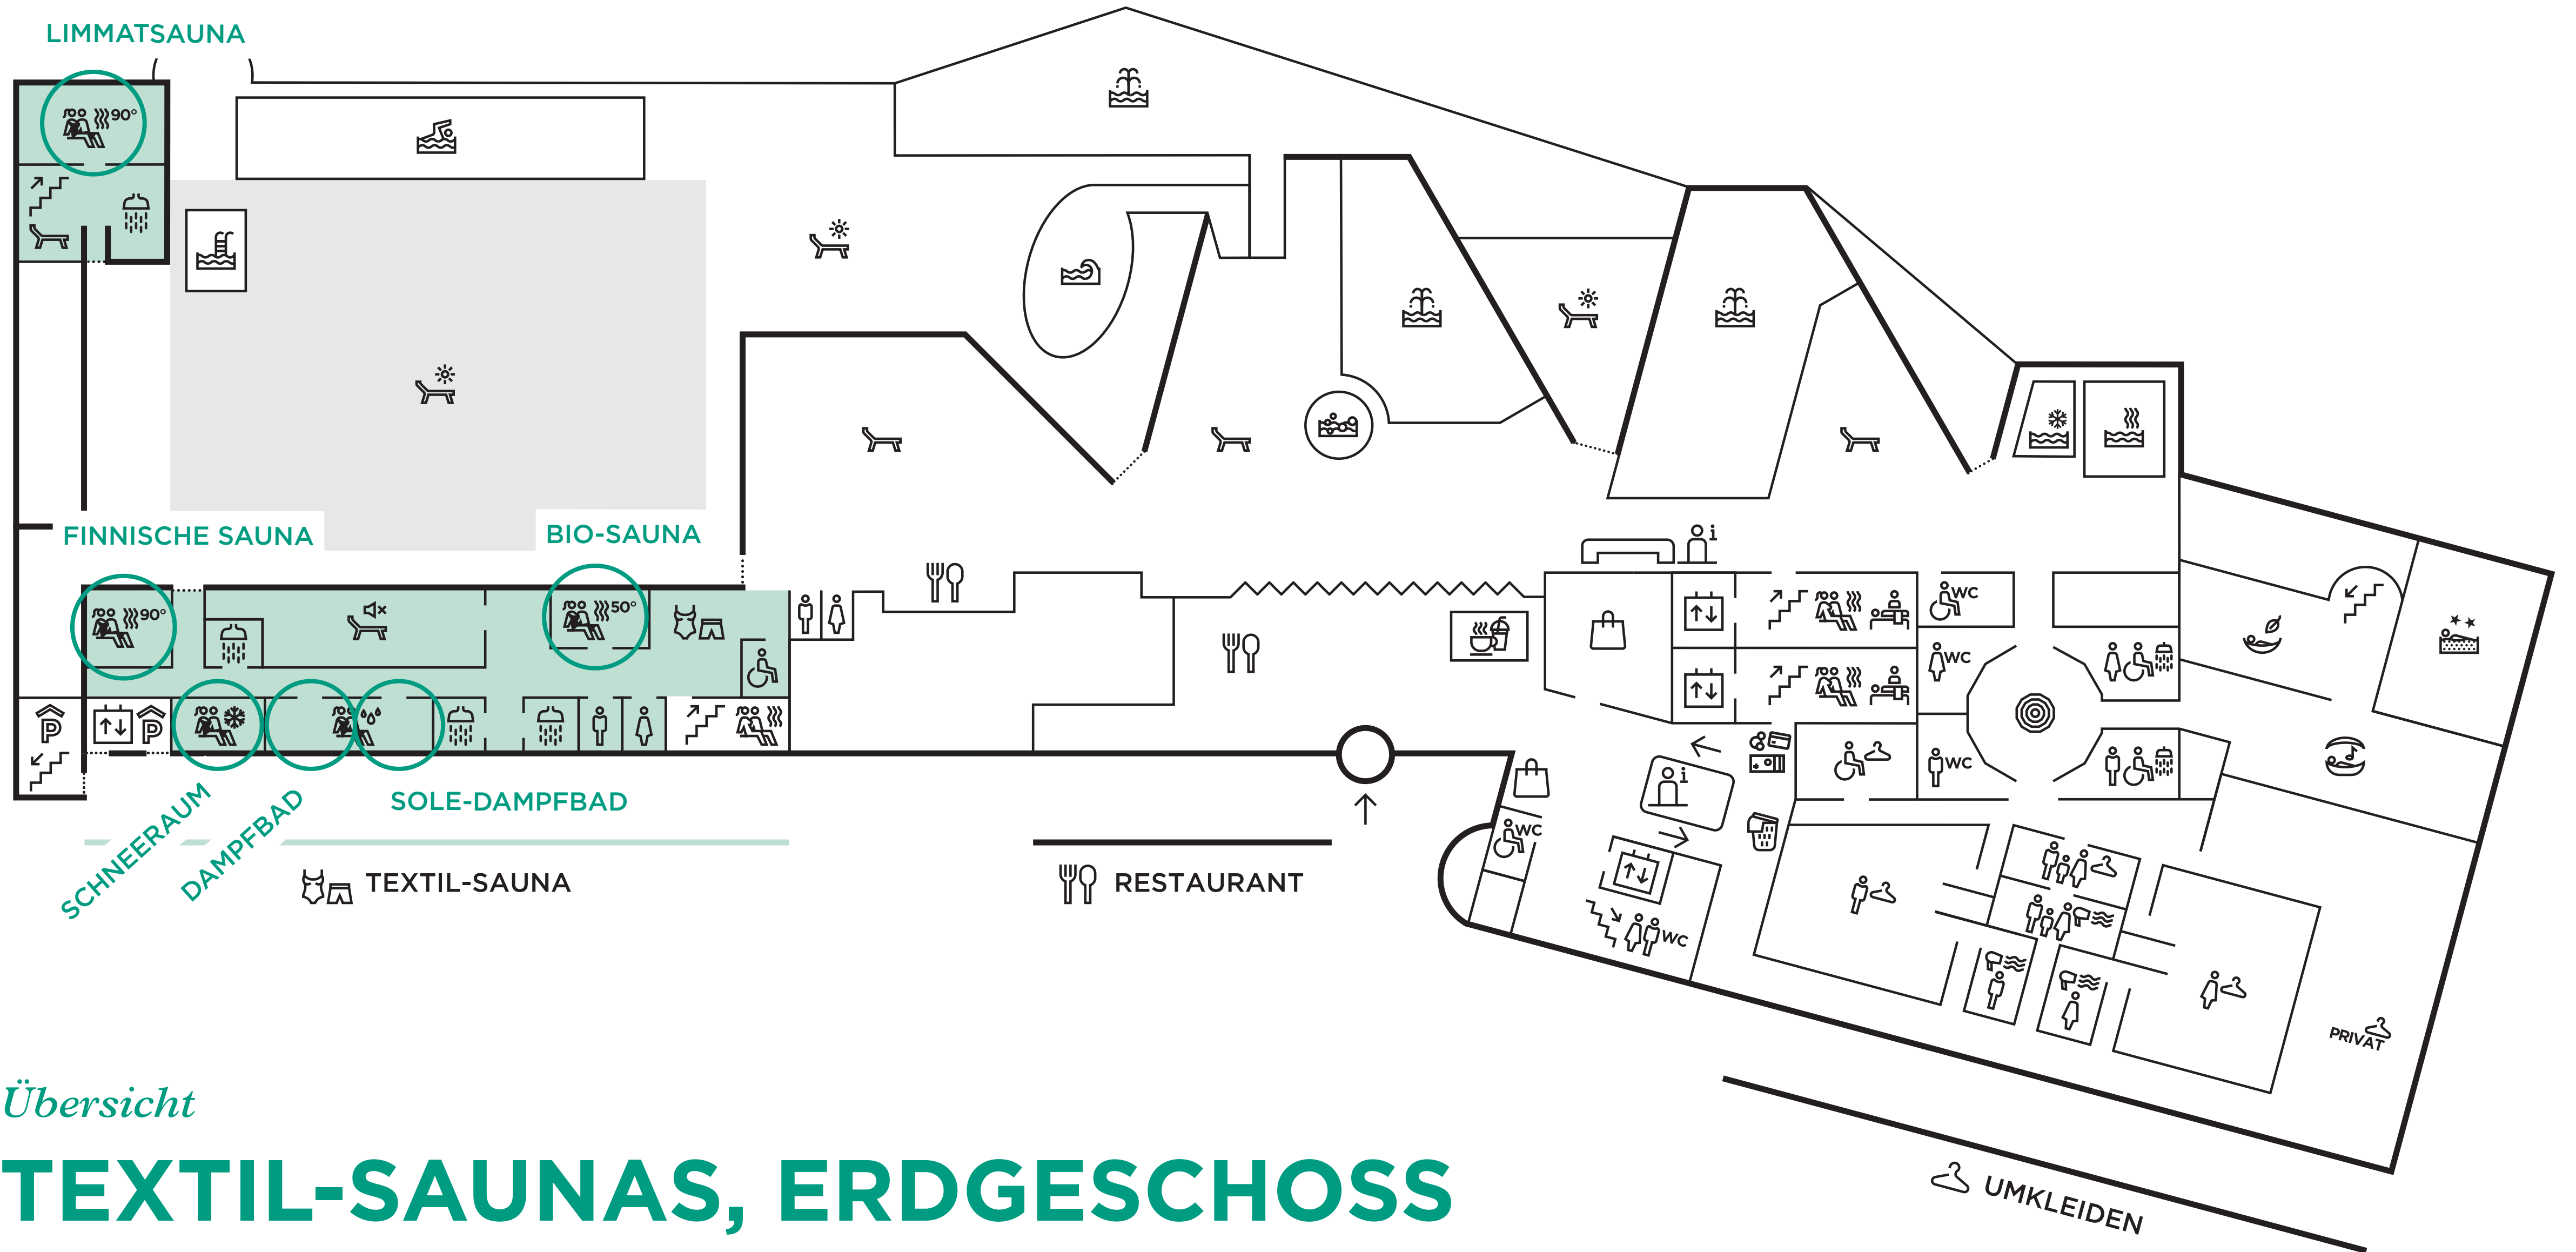 LIMMATSAUNA
90°
FINNISCHE SAUNA
BIO-SAUNA
90°
50°
P
P
i
WC
WC
WC
i
WC
WC
SCHNEERAUM
DAMPFBAD
SOLE-DAMPFBAD
TEXTIL-SAUNA
RESTAURANT
PRIVAT
UMKLEIDEN
Übersicht
TEXTIL-SAUNAS, ERDGESCHOSS